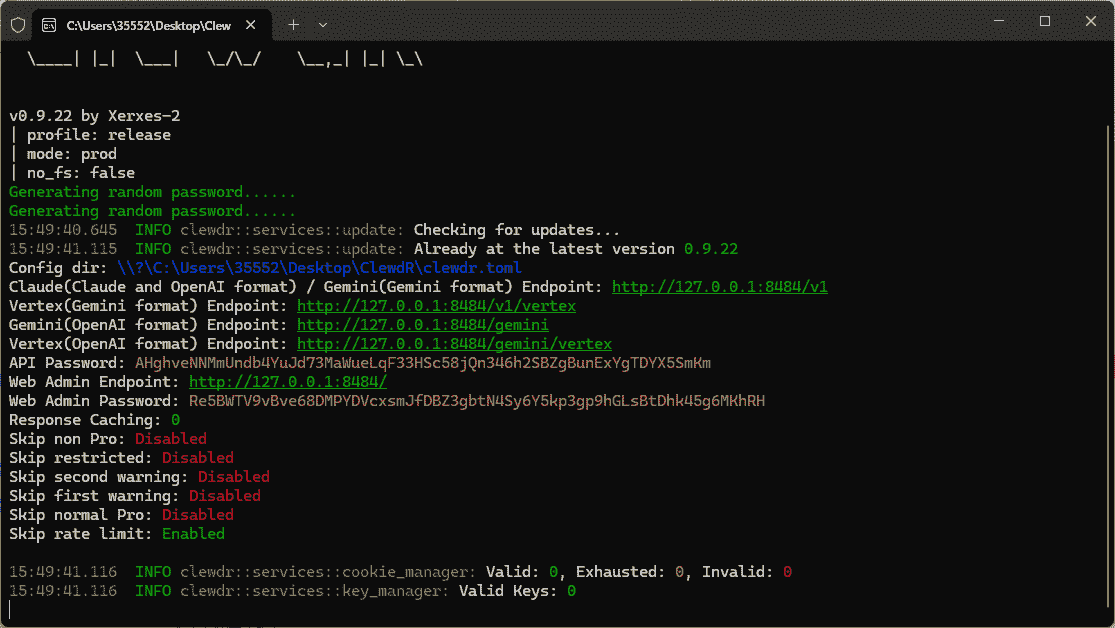 C:\Users\35552\Desktop\Clew
\____| |_|  \___|   \_/\_/    \__,_| |_| \_\
v0.9.22 by Xerxes-2
| profile: release
| mode: prod
| no_fs: false
Generating random password......
Generating random password......
15:49:40.645  INFO clewdr::services::update: Checking for updates...
15:49:41.115  INFO clewdr::services::update: Already at the latest version 0.9.22
Config dir: \\?\C:\Users\35552\Desktop\ClewdR\clewdr.toml
Claude(Claude and OpenAI format) / Gemini(Gemini format) Endpoint: http://127.0.0.1:8484/v1
Vertex(Gemini format) Endpoint: http://127.0.0.1:8484/v1/vertex
Gemini(OpenAI format) Endpoint: http://127.0.0.1:8484/gemini
Vertex(OpenAI format) Endpoint: http://127.0.0.1:8484/gemini/vertex
API Password: AHghveNNMmUndb4YuJd73MaWueLqF33HSc58jQn346h2SBZgBunExYgTDYX5SmKm
Web Admin Endpoint: http://127.0.0.1:8484/
Web Admin Password: Re5BWTV9vBve68DMPYDVcxsmJfDBZ3gbtN4Sy6Y5kp3gp9hGLsBtDhk45g6MKhRH
Response Caching: 0
Skip non Pro: Disabled
Skip restricted: Disabled
Skip second warning: Disabled
Skip first warning: Disabled
Skip normal Pro: Disabled
Skip rate limit: Enabled
15:49:41.116  INFO clewdr::services::cookie_manager: Valid: 0, Exhausted: 0, Invalid: 0
15:49:41.116  INFO clewdr::services::key_manager: Valid Keys: 0